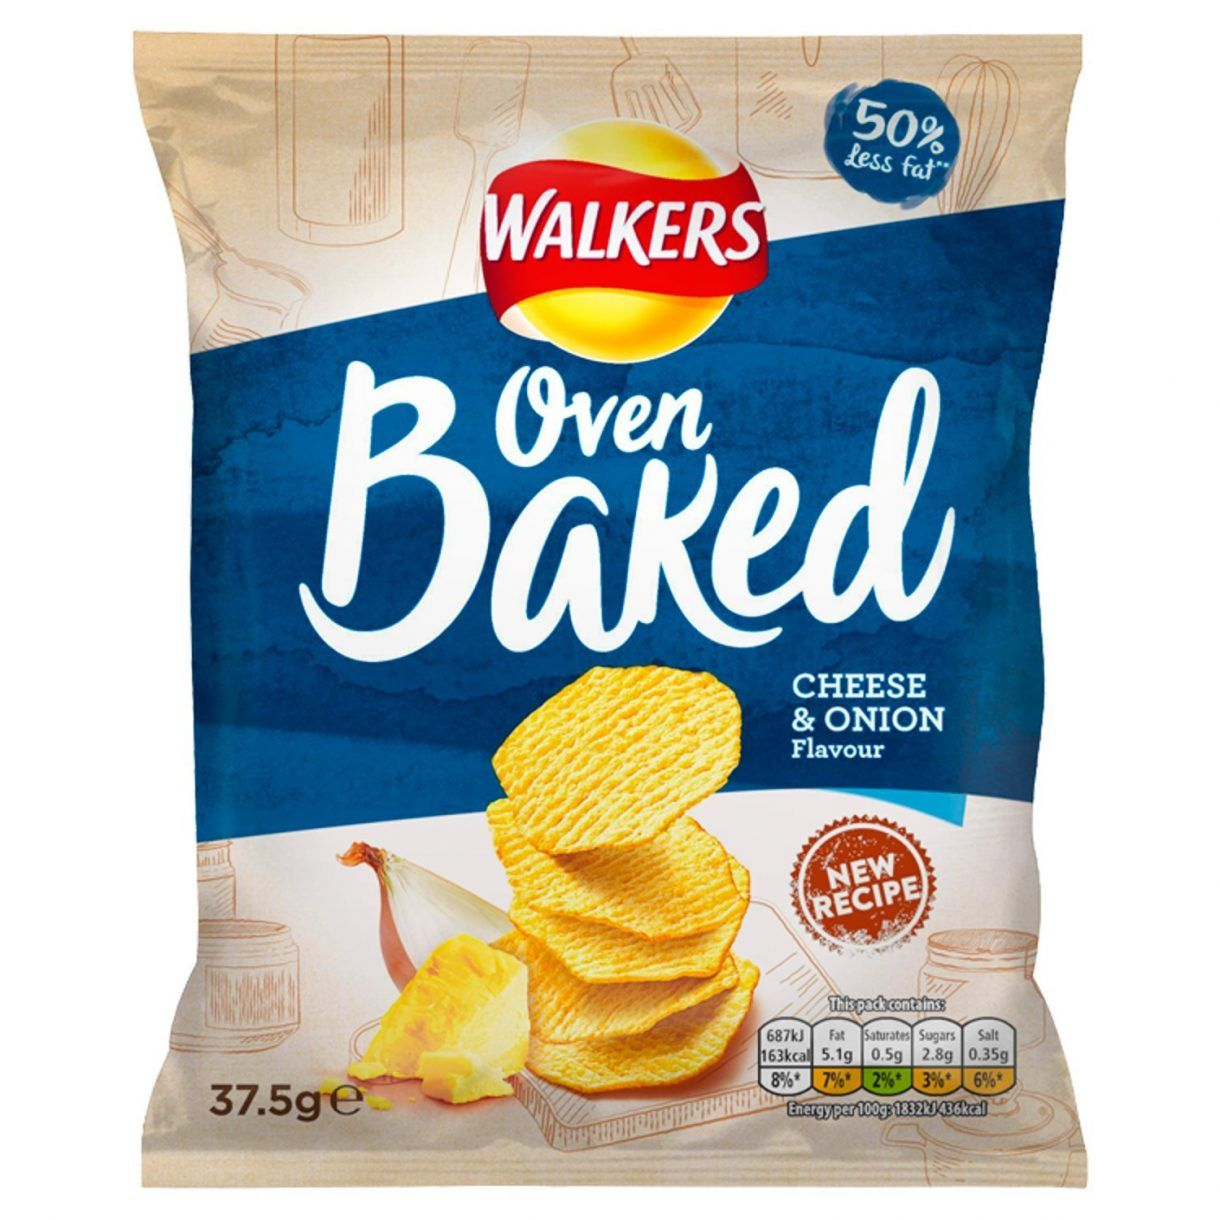 50%
Less fat**
WALKERS
Oven
Baked
CHEESE
& ONION
Flavour
NEW
RECIPE
This pack contains:
687kJ
163kcal
8%*
Fat
5.1g
7%*
Saturates
0.5g
2%*
Sugars
2.8g
3%*
Salt
0.35g
6%*
Energy per 100g: 1832kJ 436kcal
37.5g e